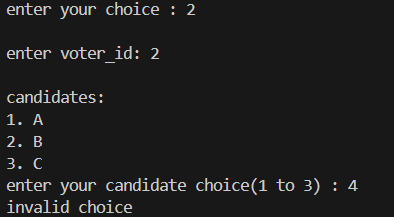 enter your choice : 2
enter voter_id: 2
candidates:
1. A
2. B
3. C
enter your candidate choice(1 to 3) : 4
invalid choice